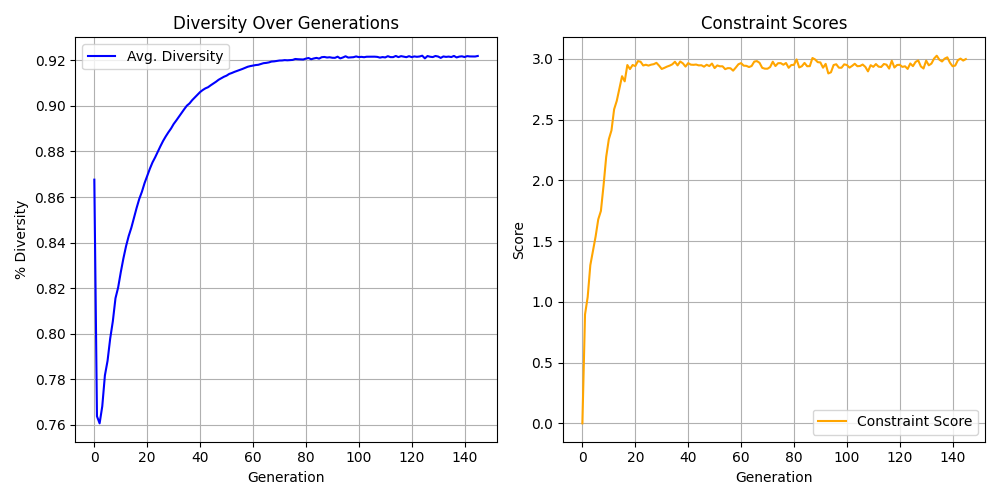 Diversity Over Generations
Avg. Diversity
% Diversity
0.92
0.90
0.88
0.86
0.84
0.82
0.80
0.78
0.76
0 20 40 60 80 100 120 140
Generation
Constraint Scores
Score
3.0
2.5
2.0
1.5
1.0
0.5
0.0
Constraint Score
0 20 40 60 80 100 120 140
Generation